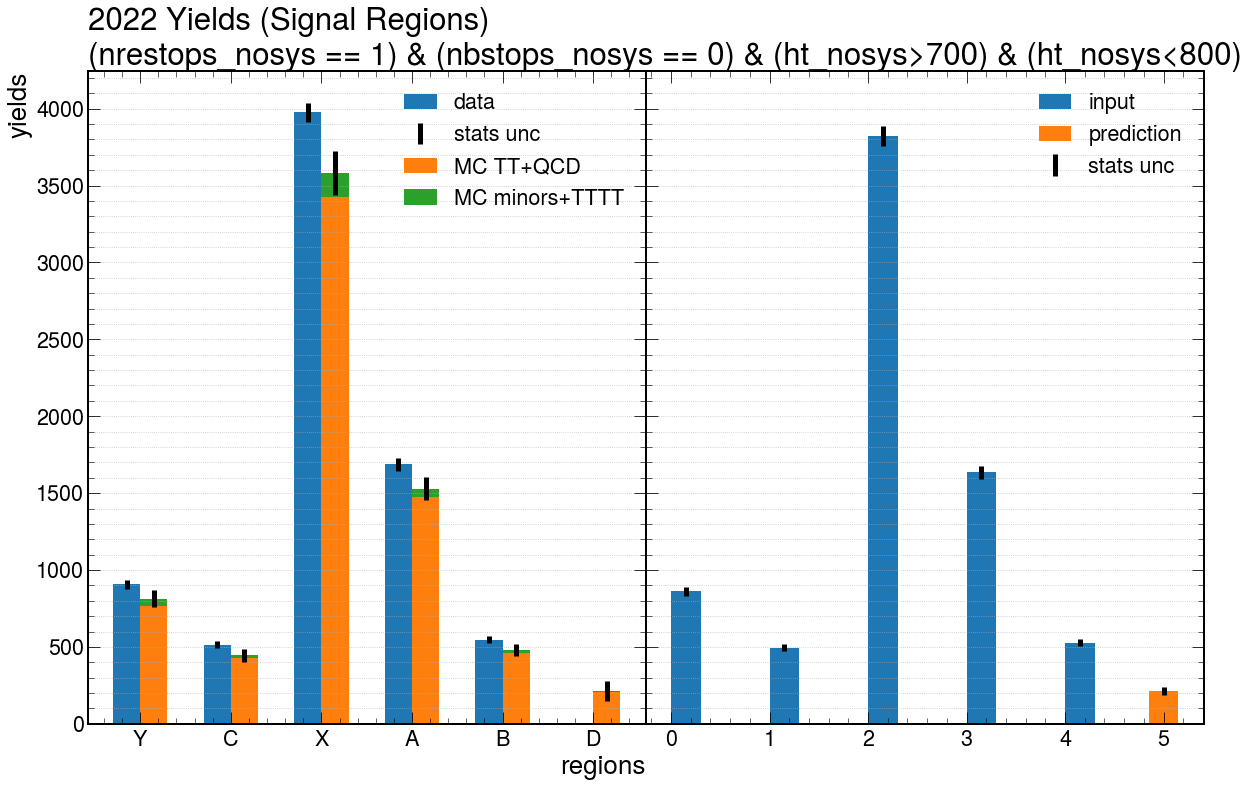 2022 Yields (Signal Regions)
(nrestops_nosys == 1) & (nbstops_nosys == 0) & (ht_nosys>700) & (ht_nosys<800)
yields
4000
3500
3000
2500
2000
1500
1000
500
0
data
stats unc
MC TT+QCD
MC minors+TTTT
input
prediction
stats unc
Y C X A B D
0 1 2 3 4 5
regions